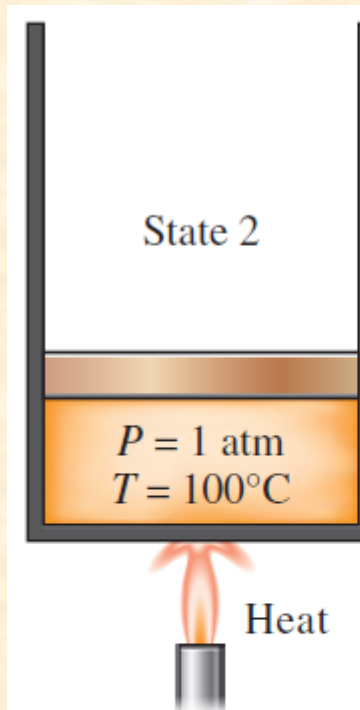 State 2
P = 1 atm
T = 100°C
Heat